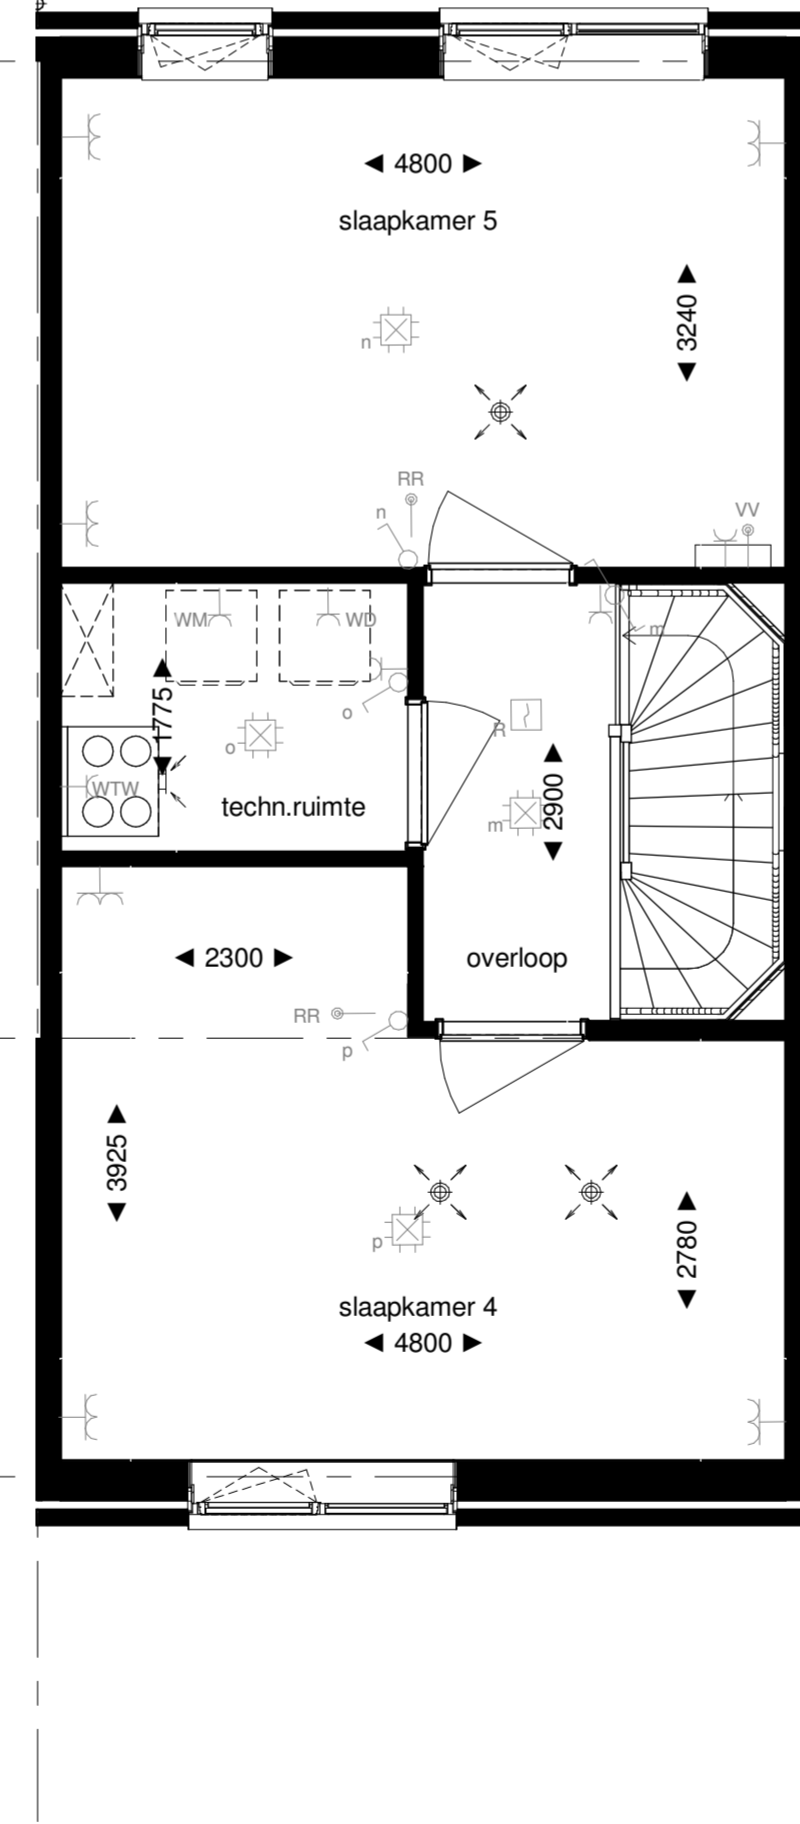 4800
slaapkamer 5
3240
n
RR
n
VV
WM
WD
m
1775
o
R
o
WTW
techn.ruimte
m
2900
2300
overloop
RR
p
3925
p
2780
slaapkamer 4
4800